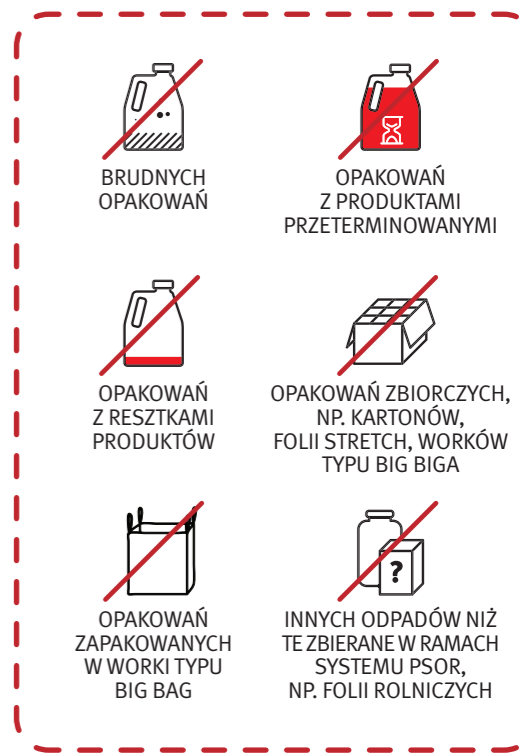 BRUDNYCH
OPAKOWAŃ
OPAKOWAŃ
Z PRODUKTAMI
PRZETERMINOWANYMI
OPAKOWAŃ
Z RESZTKAMI
PRODUKTÓW
OPAKOWAŃ ZBIORCZYCH,
NP. KARTONÓW,
FOLII STRETCH, WORKÓW
TYPU BIG BIGA
OPAKOWAŃ
ZAPAKOWANYCH
W WORKI TYPU
BIG BAG
?
INNYCH ODPADÓW NIŻ
TE ZBIERANE W RAMACH
SYSTEMU PSOR,
NP. FOLII ROLNICZYCH